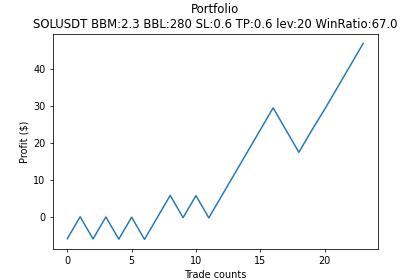 Portfolio
SOLUSDT BBM:2.3 BBL:280 SL:0.6 TP:0.6 lev:20 WinRatio:67.0
Profit ($)
40
30
20
10
0
0 5 10 15 20
Trade counts